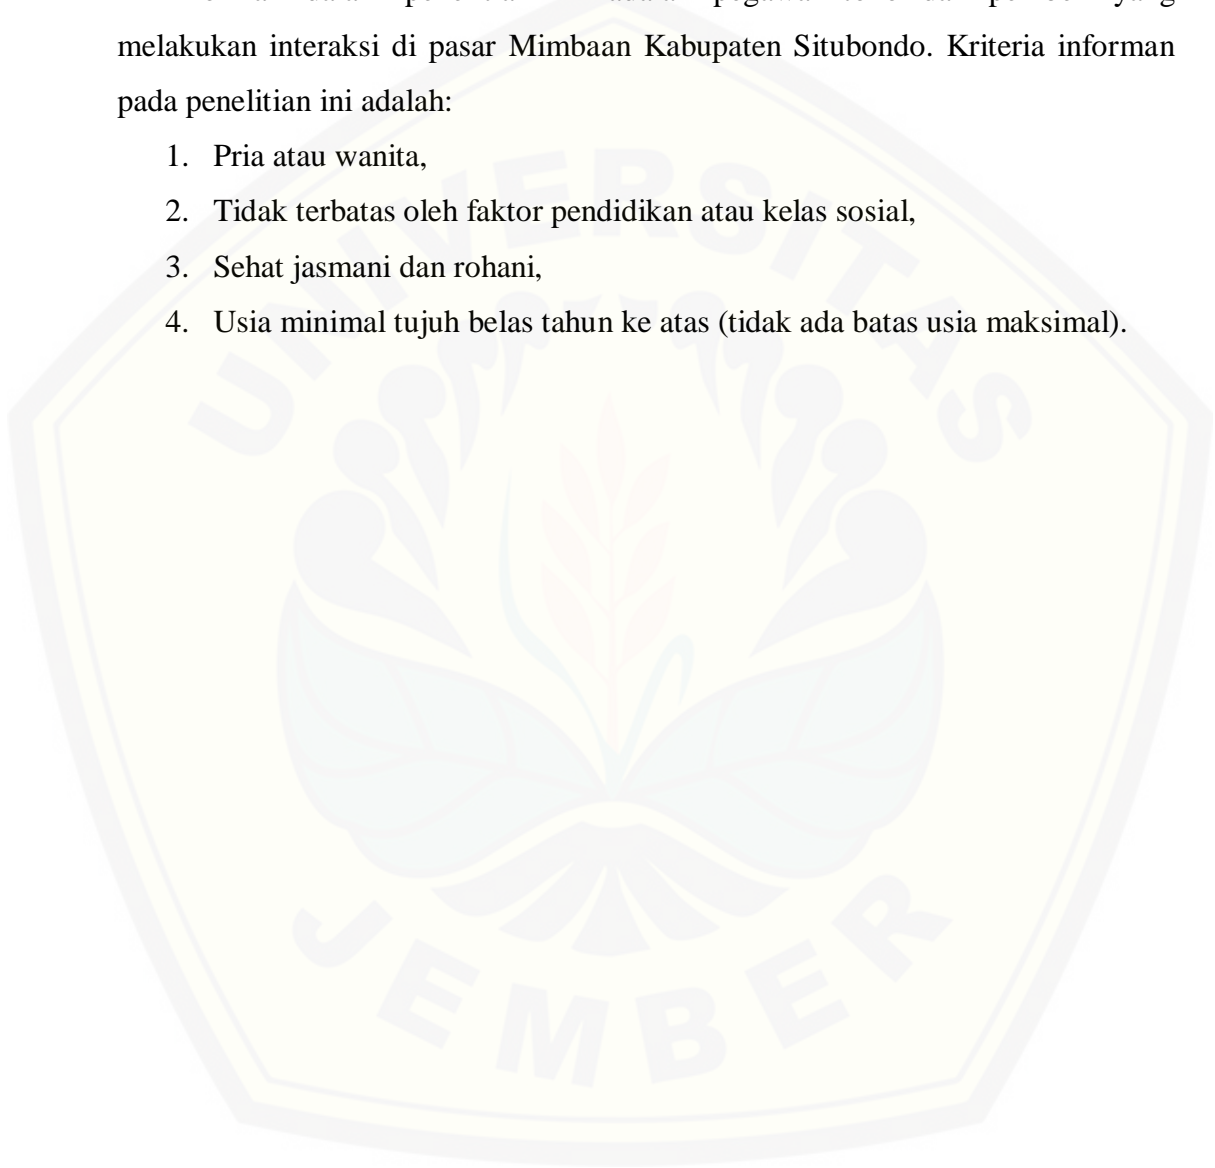 melakukan interaksi di pasar Mimbaan Kabupaten Situbondo. Kriteria informan
pada penelitian ini adalah:
1. Pria atau wanita,
2. Tidak terbatas oleh faktor pendidikan atau kelas sosial,
3. Sehat jasmani dan rohani,
4. Usia minimal tujuh belas tahun ke atas (tidak ada batas usia maksimal).
UNIVERSITAS
JEMBER